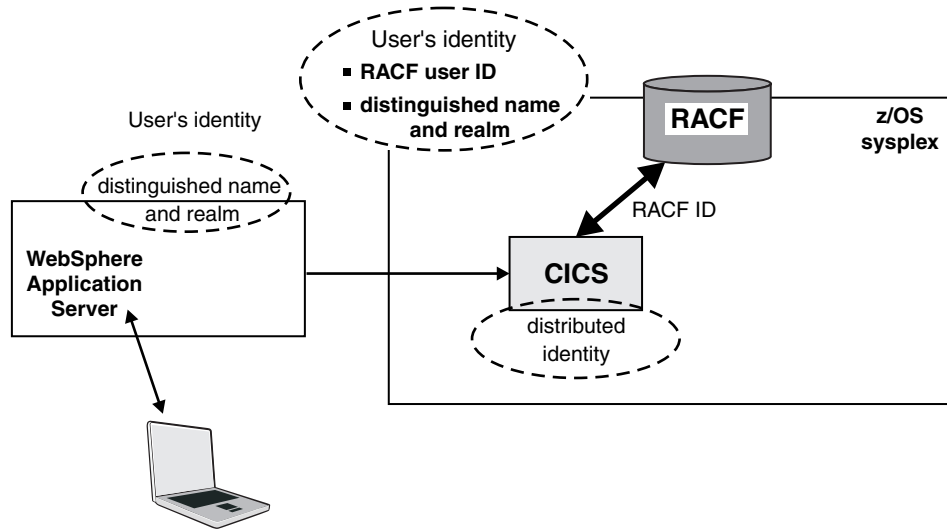 User's identity
▪ RACF user ID
▪ distinguished name
and realm
RACF
z/OS
sysplex
User's identity
distinguished name
and realm
RACF ID
WebSphere
Application
Server
CICS
distributed
identity